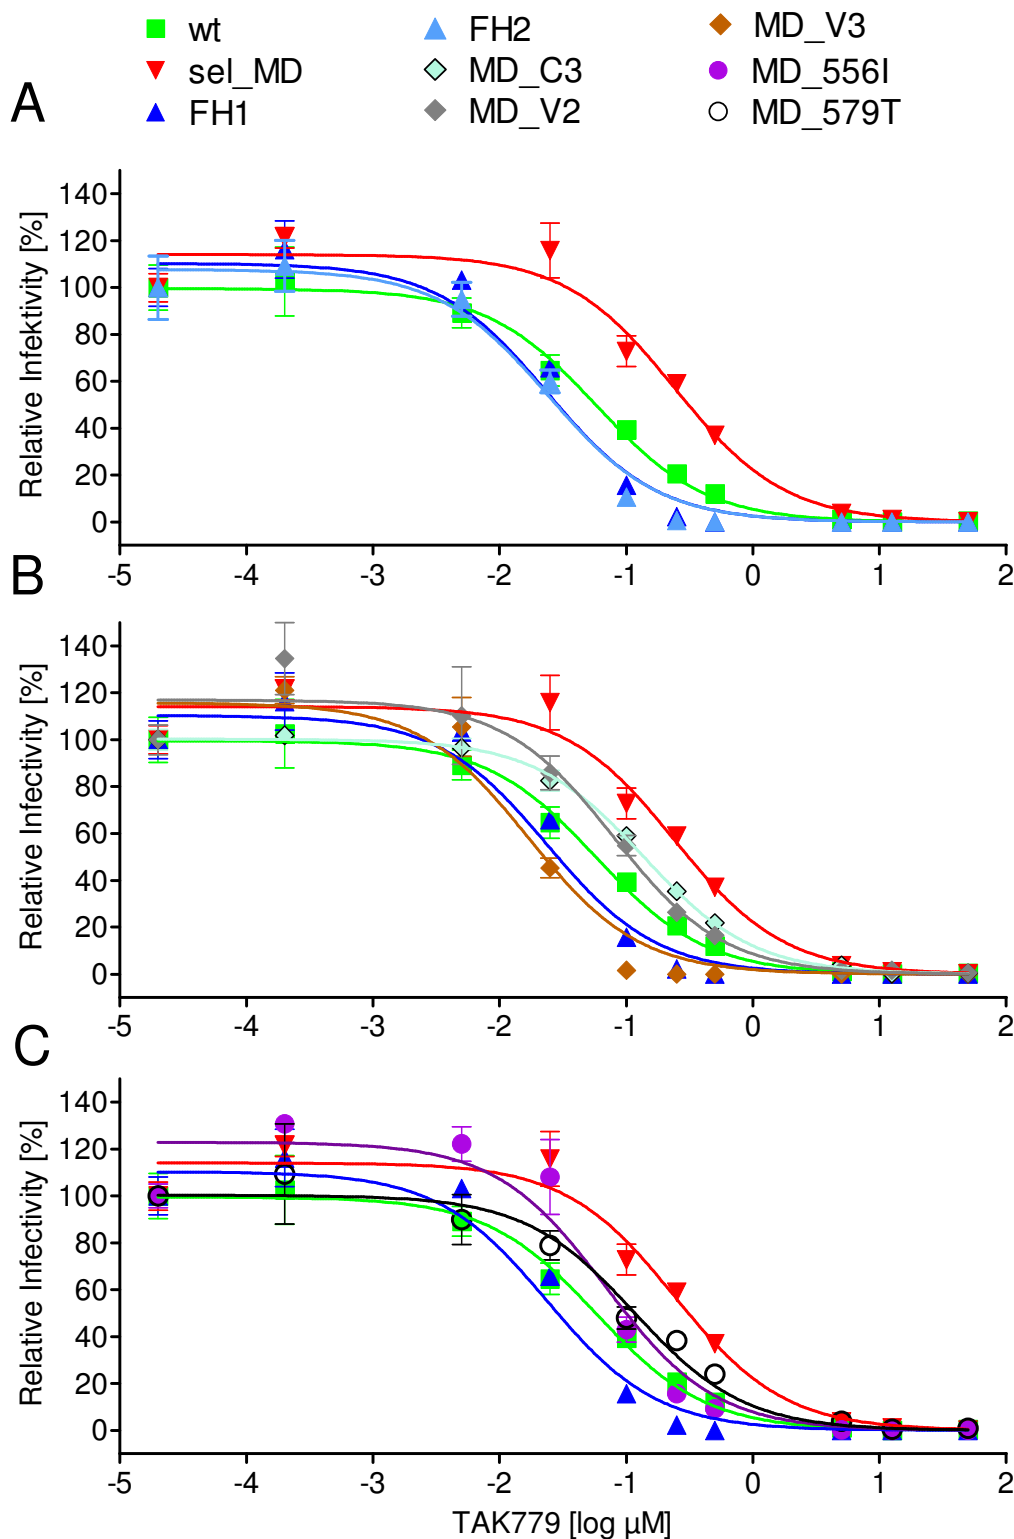 wt FH2 MD_V3
sel_MD MD_C3 MD_556I
FH1 MD_V2 MD_579T
A
Relative Infektivity [%]
140
120
100
80
60
40
20
0
-5 -4 -3 -2 -1 0 1 2
B
Relative Infectivity [%]
140
120
100
80
60
40
20
0
-5 -4 -3 -2 -1 0 1 2
C
Relative Infectivity [%]
140
120
100
80
60
40
20
0
-5 -4 -3 -2 -1 0 1 2
TAK779 [log µM]